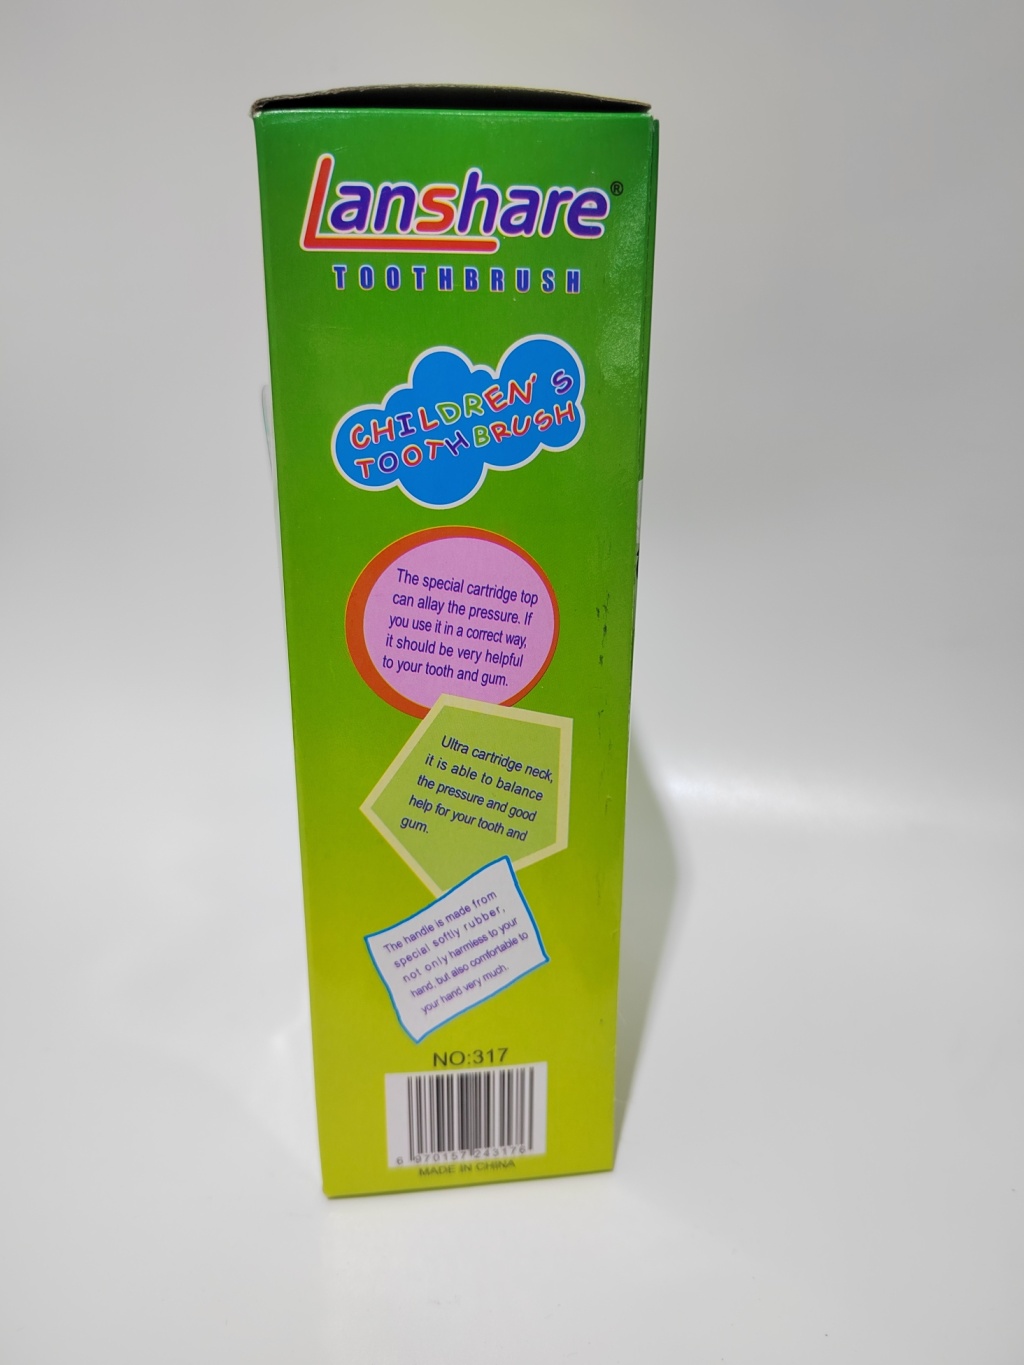 Lanshare®
TOOTHBRUSH
CHILDREN'S
TOOTHBRUSH
The special cartridge top
can allay the pressure. If
you use it in a correct way,
it should be very helpful
to your tooth and gum.
Ultra cartridge neck,
it is able to balance
the pressure and good
help for your tooth and
gum.
The handle is made from
special softly rubber,
not only harmless to your
hand, but also comfortable to
your hand very much.
NO:317
6 970157 243176
MADE IN CHINA